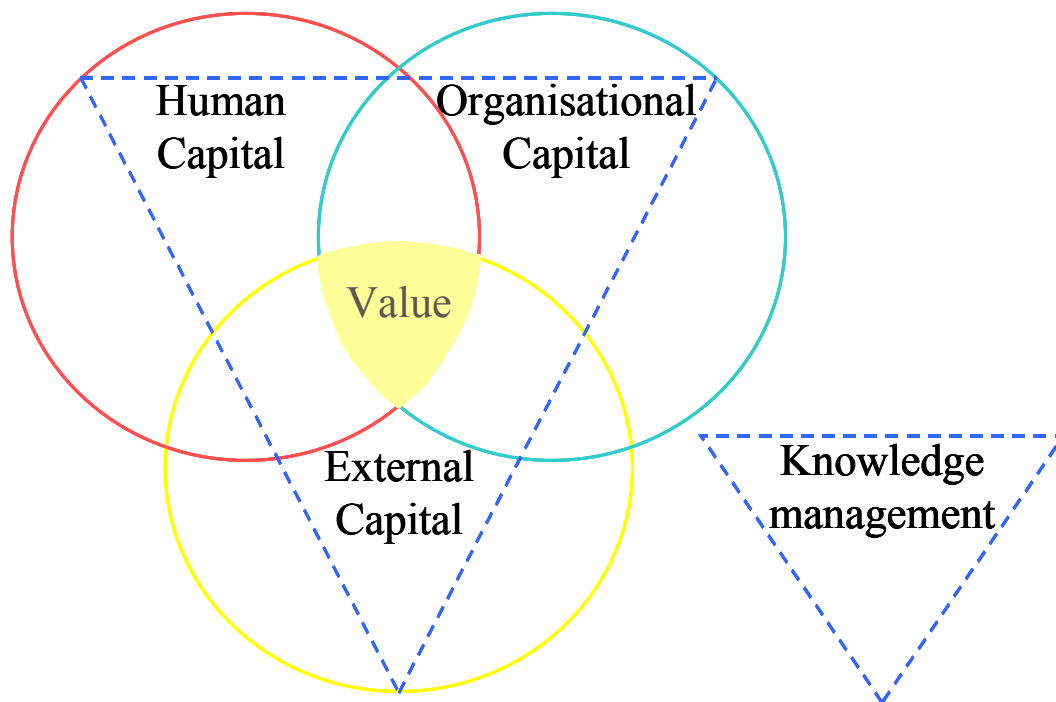 Human
Capital
Organisational
Capital
Value
External
Capital
Knowledge
management